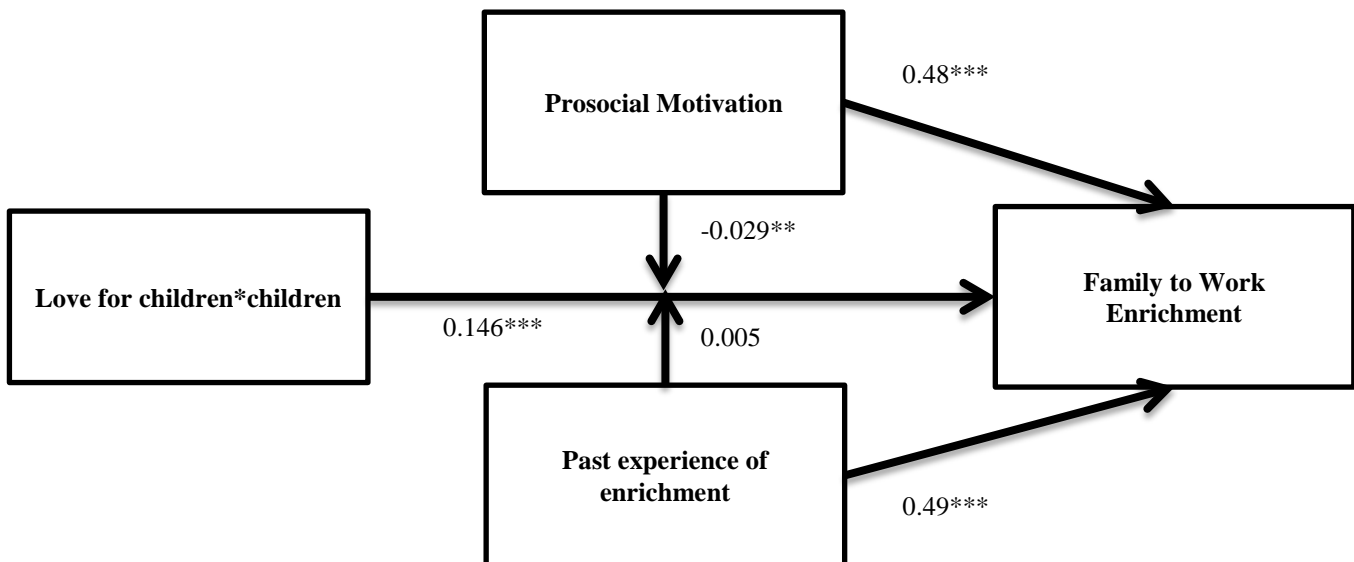 0.48***
Prosocial Motivation
-0.029**
Love for children*children
Family to Work
Enrichment
0.146***
0.005
Past experience of
enrichment
0.49***